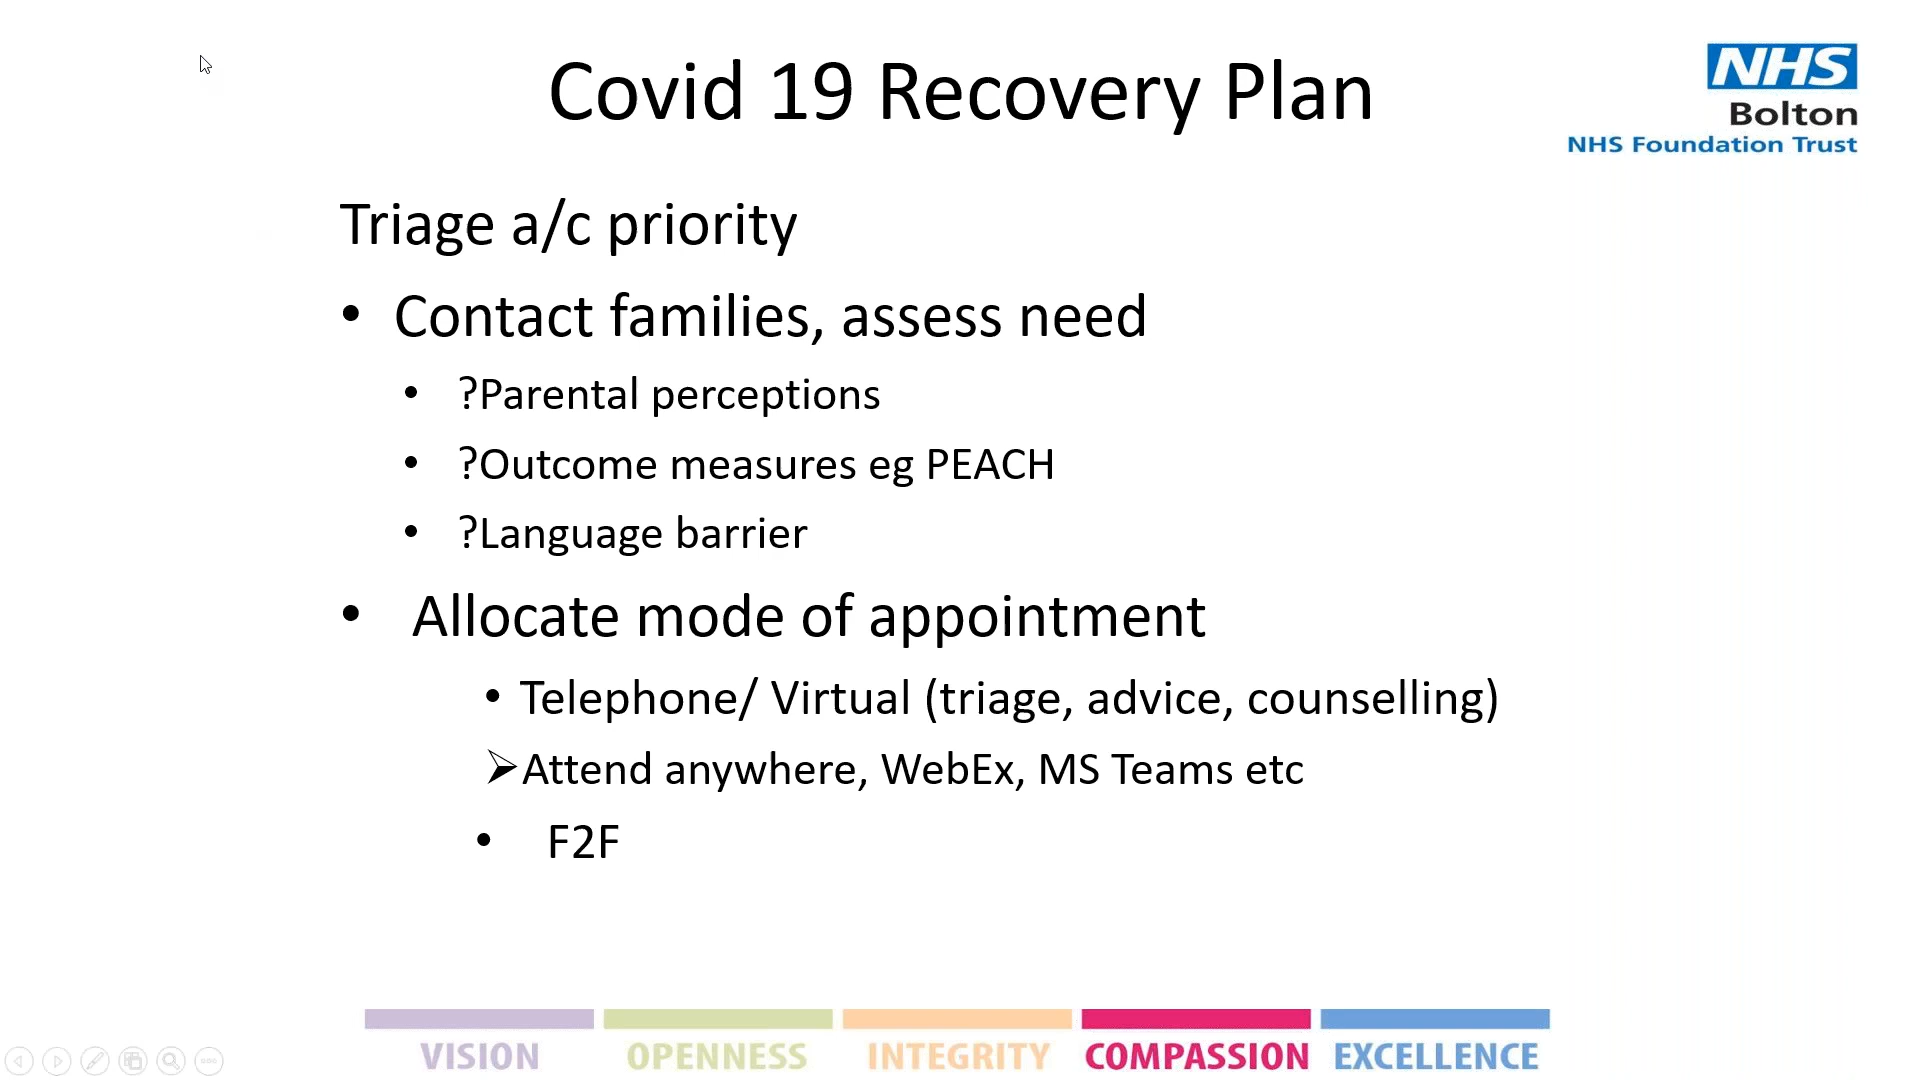 Covid 19 Recovery Plan
NHS
Bolton
NHS Foundation Trust
Triage a/c priority
• Contact families, assess need
• ?Parental perceptions
• ?Outcome measures eg PEACH
• ?Language barrier
• Allocate mode of appointment
• Telephone/ Virtual (triage, advice, counselling)
➢Attend anywhere, WebEx, MS Teams etc
• F2F
VISION OPENNESS INTEGRITY COMPASSION EXCELLENCE